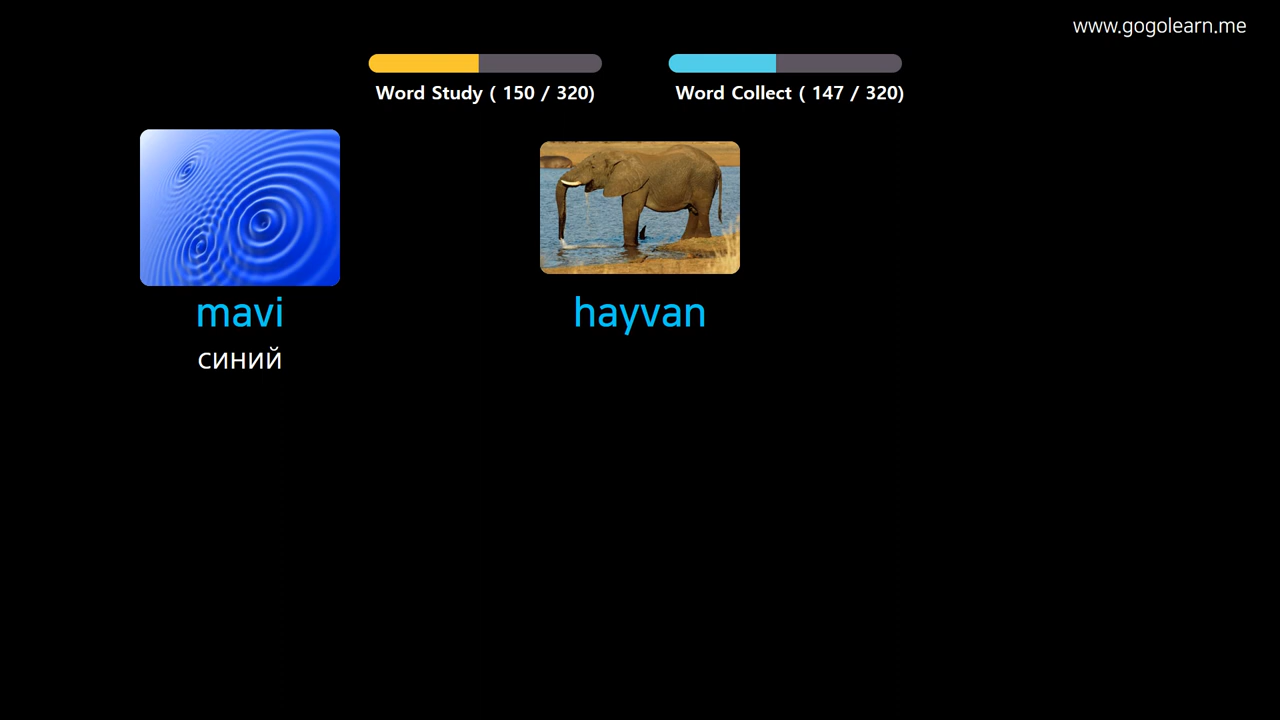 www.gogolearn.me
Word Study ( 150 / 320)
Word Collect ( 147 / 320)
mavi
hayvan
синий